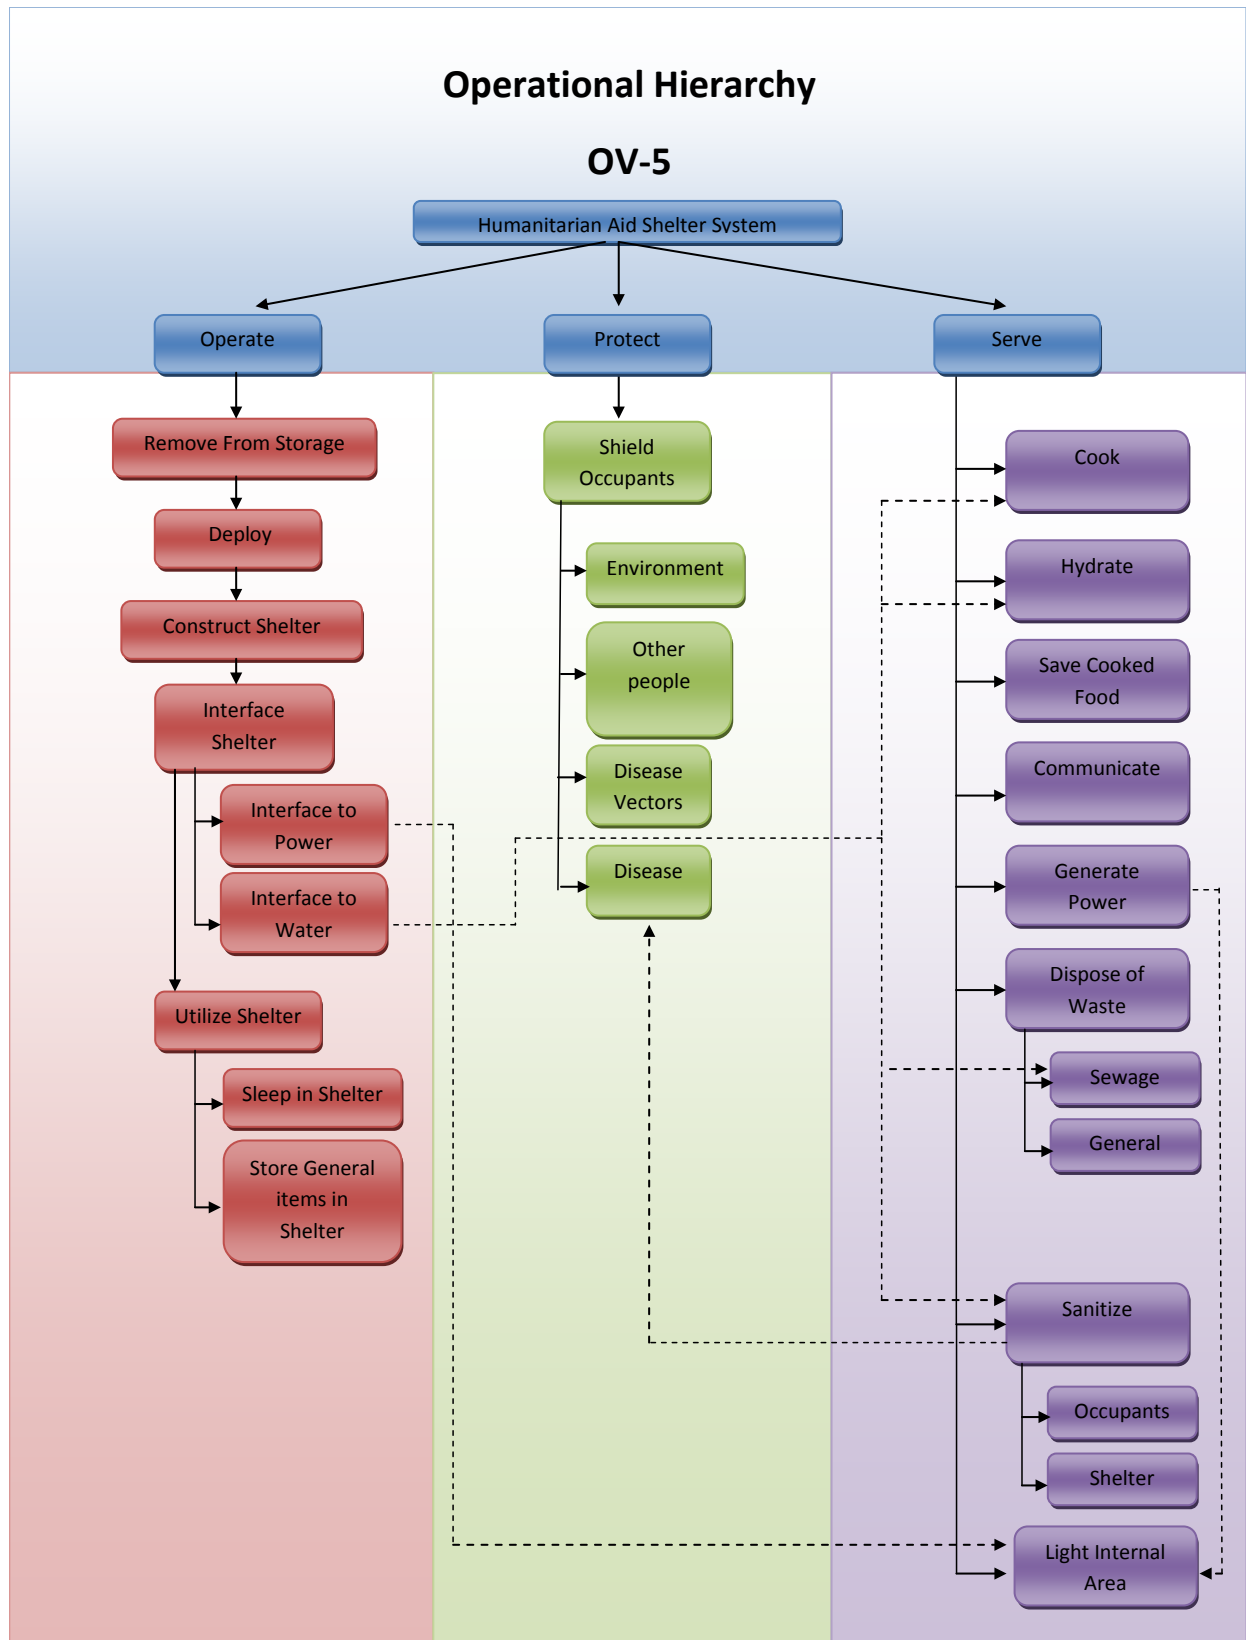 Operational Hierarchy
OV-5
Humanitarian Aid Shelter System
Operate
Protect
Serve
Remove From Storage
Deploy
Construct Shelter
Interface
Shelter
Interface to
Power
Interface to
Water
Utilize Shelter
Sleep in Shelter
Store General
items in
Shelter
Shield
Occupants
Environment
Other
people
Disease
Vectors
Disease
Cook
Hydrate
Save Cooked
Food
Communicate
Generate
Power
Dispose of
Waste
Sewage
General
Sanitize
Occupants
Shelter
Light Internal
Area